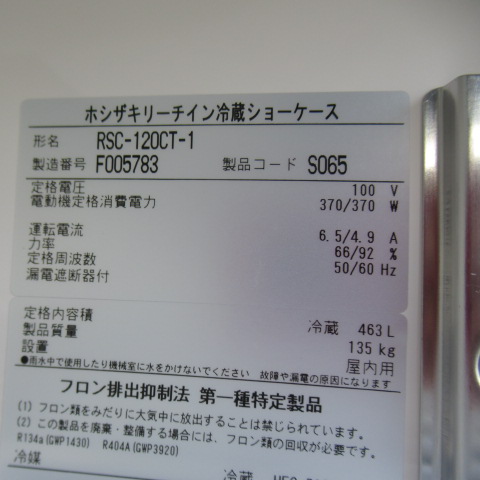 ホシザキリーチイン冷蔵ショーケース
形名 RSC-120CT-1
製造番号 F005783 製品コード S065
定格電圧 100 V
電動機定格消費電力 370/370 W
運転電流 6.5/4.9 A
力率 66/92 %
定格周波数 50/60 Hz
漏電遮断器付
定格内容積 冷蔵 463 L
製品質量 135 kg
設置 屋内用
●雨水中で使用したり機械室に水をかけないでください 故障や漏電の原因になります
フロン排出抑制法 第一種特定製品
(1) フロン類をみだりに大気中に放出することは禁じられています。
(2) この製品を廃棄・整備する場合には、フロン類の回収が必要です。
R134a(GWP1430) R404A(GWP3920)
冷媒
冷蔵